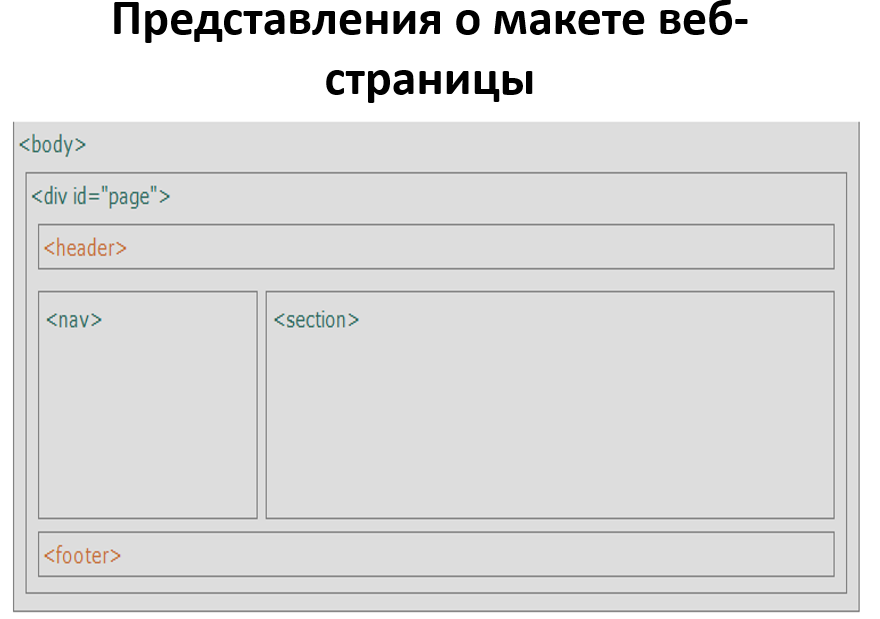 Представления о макете веб-
страницы
<body>
<div id="page">
<header>
<nav>
<section>
<footer>